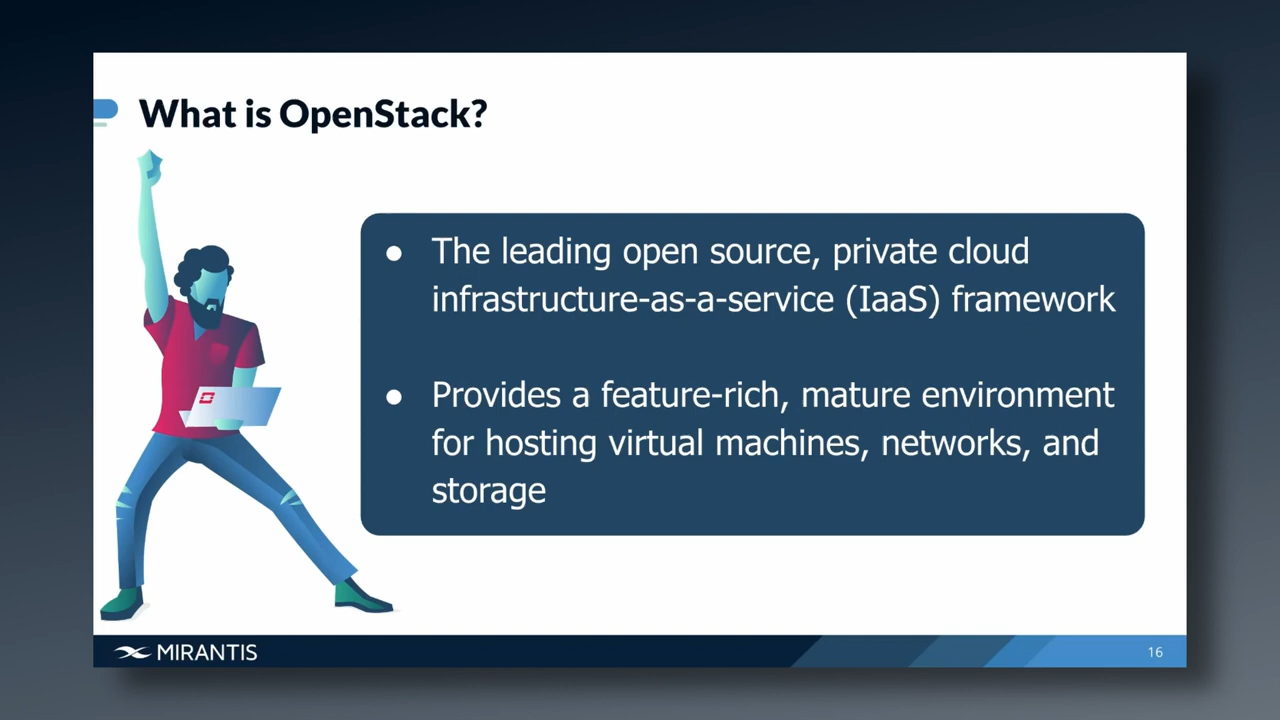 What is OpenStack?
● The leading open source, private cloud
infrastructure-as-a-service (IaaS) framework
● Provides a feature-rich, mature environment
for hosting virtual machines, networks, and
storage
MIRANTIS
16